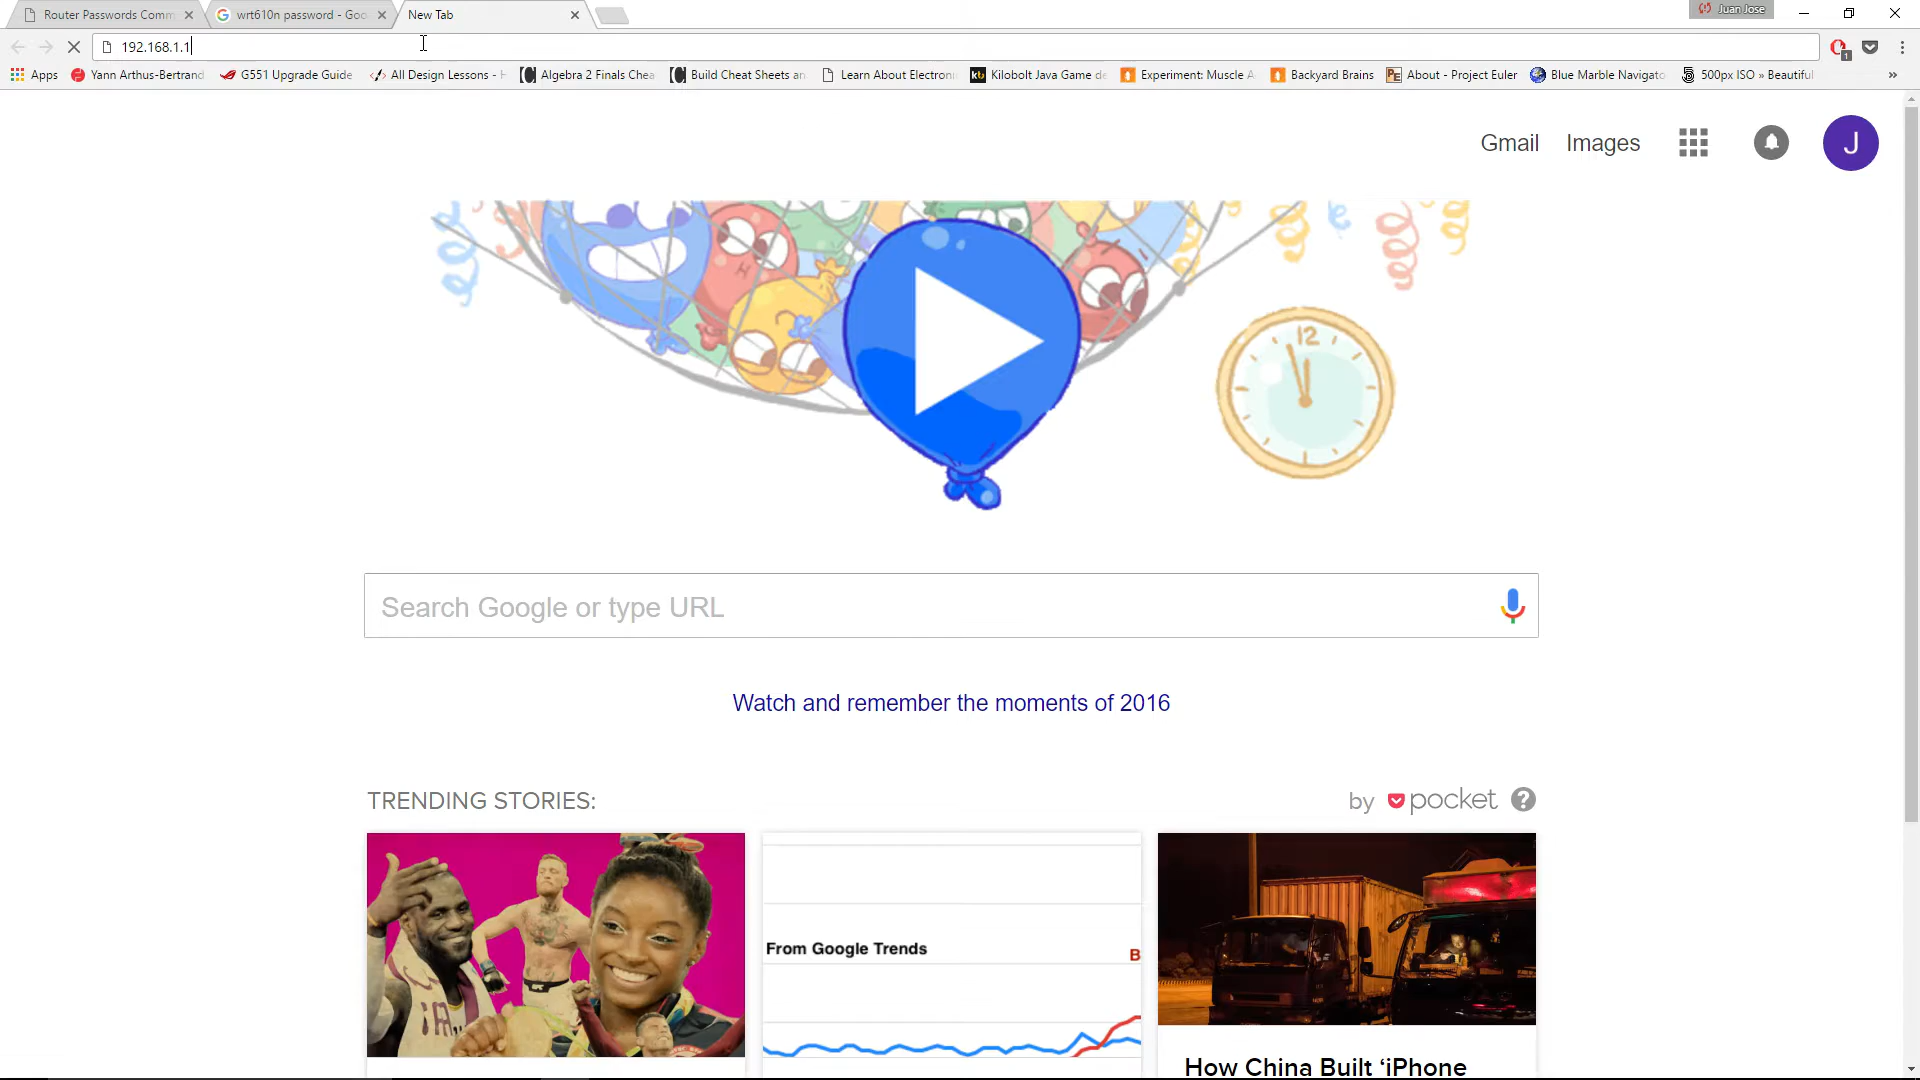 Router Passwords Comm
wrt610n password - Goo
New Tab
Juan Jose
192.168.1.1
1
Apps
Yann Arthus-Bertrand
G551 Upgrade Guide
All Design Lessons - H
Algebra 2 Finals Chea
Build Cheat Sheets an
Learn About Electroni
Kilobolt Java Game de
Experiment: Muscle A
Backyard Brains
PE About - Project Euler
Blue Marble Navigato
500px ISO » Beautiful
»
Gmail
Images
J
12
Search Google or type URL
Watch and remember the moments of 2016
TRENDING STORIES:
by pocket ?
From Google Trends
B
How China Built ‘iPhone